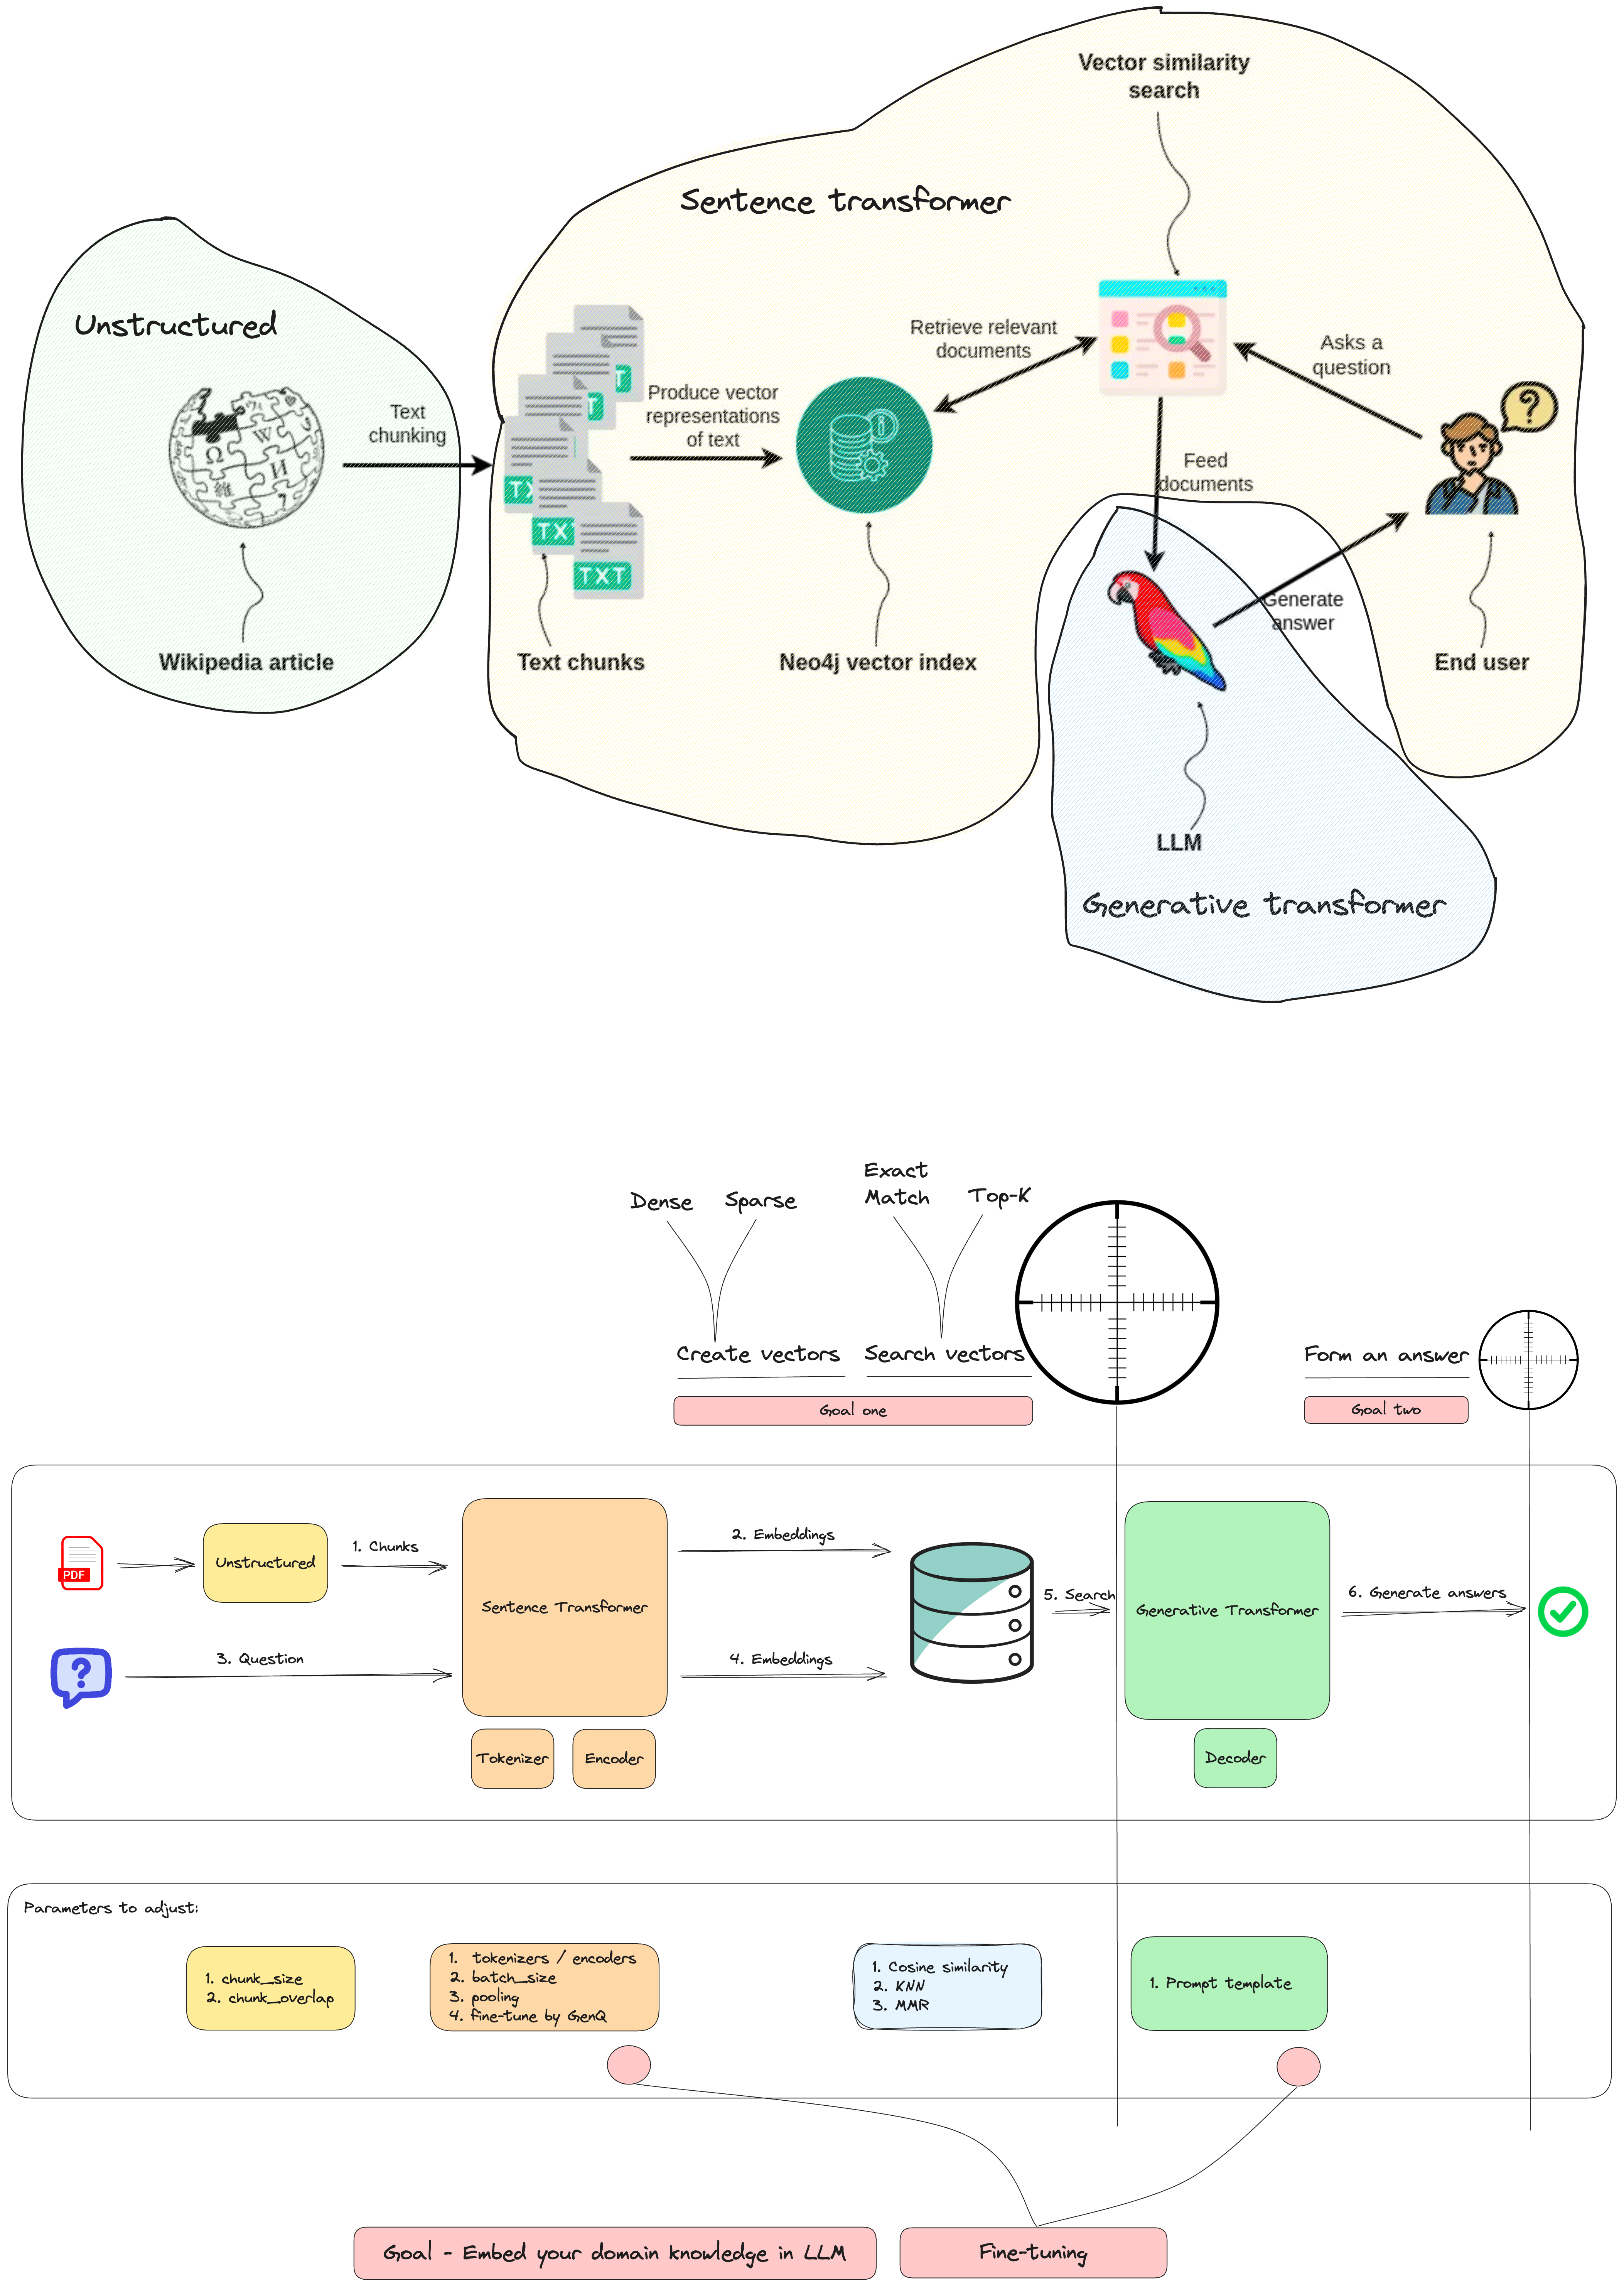 Vector similarity
search
Sentence transformer
Unstructured
Retrieve relevant
documents
Asks a
question
Text
chunking
Produce vector
representations
of text
Feed
documents
TX
TX
TXT
Generate
answer
Wikipedia article
Text chunks
Neo4j vector index
End user
LLM
Generative transformer
Dense
Sparse
Exact
Match
Top-K
Create vectors
Search vectors
Form an answer
Goal one
Goal two
PDF
Unstructured
1. Chunks
Sentence Transformer
2. Embeddings
5. Search
Generative Transformer
6. Generate answers
3. Question
4. Embeddings
Tokenizer
Encoder
Decoder
Parameters to adjust:
1. chunk_size
2. chunk_overlap
1. tokenizers / encoders
2. batch_size
3. pooling
4. fine-tune by GenQ
1. Cosine similarity
2. KNN
3. MMR
1. Prompt template
Goal - Embed your domain knowledge in LLM
Fine-tuning